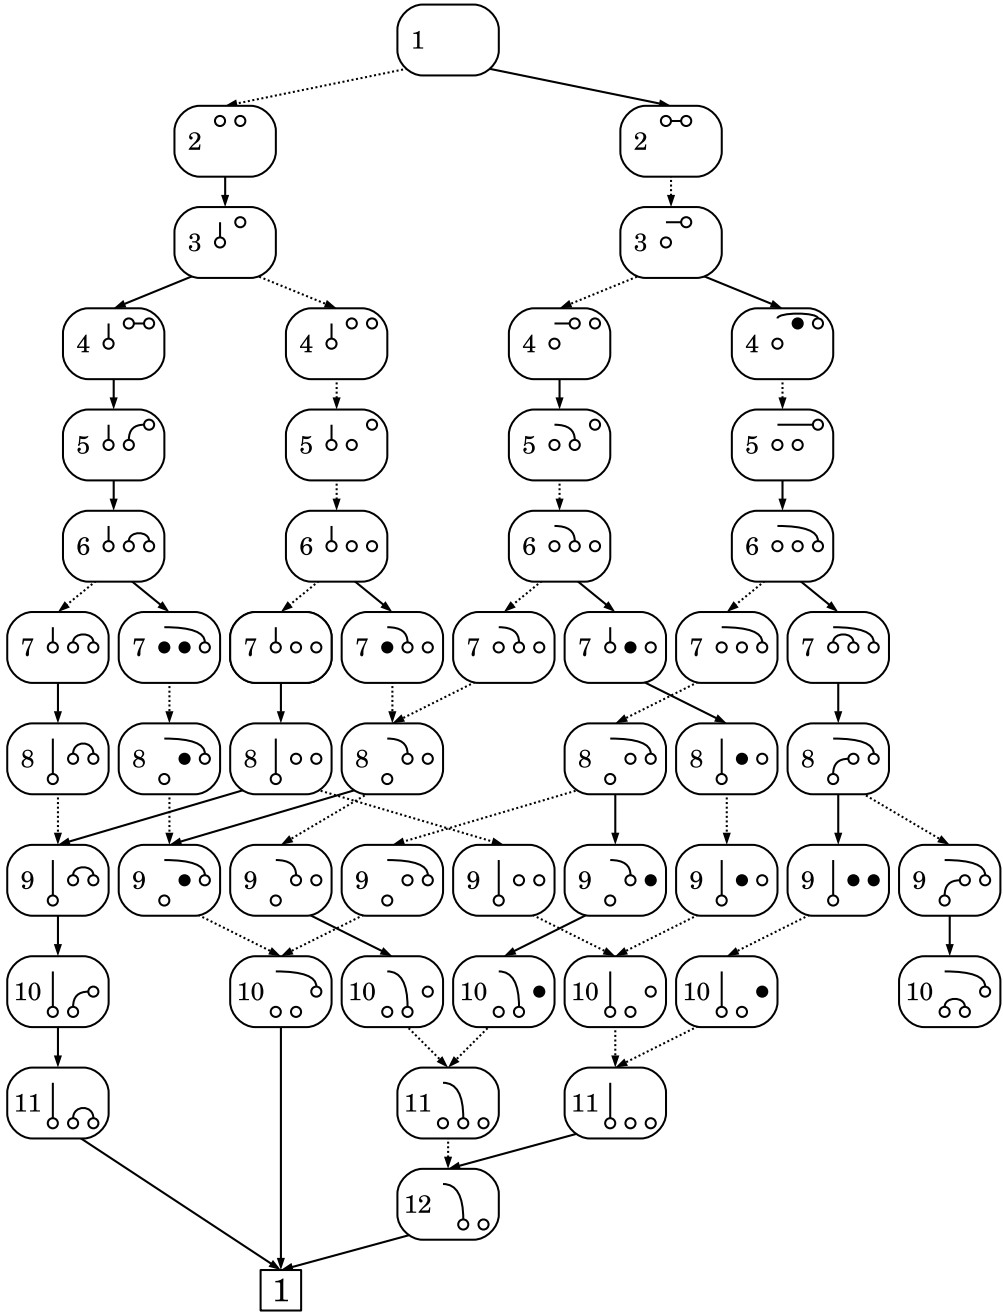 1
2 2
3 3
4 4 4 4
5 5 5 5
6 6 6 6
7 7 7 7 7 7 7 7
8 8 8 8 8 8 8
9 9 9 9 9 9 9 9 9
10 10 10 10 10 10 10
11 11 11
12
1